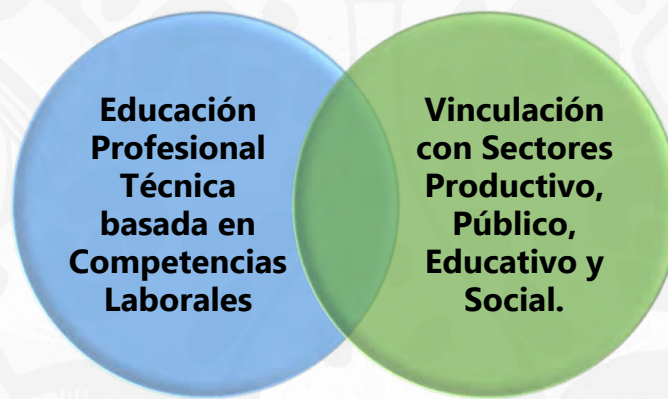 Educación
Profesional
Técnica
basada en
Competencias
Laborales
Vinculación
con Sectores
Productivo,
Público,
Educativo y
Social.